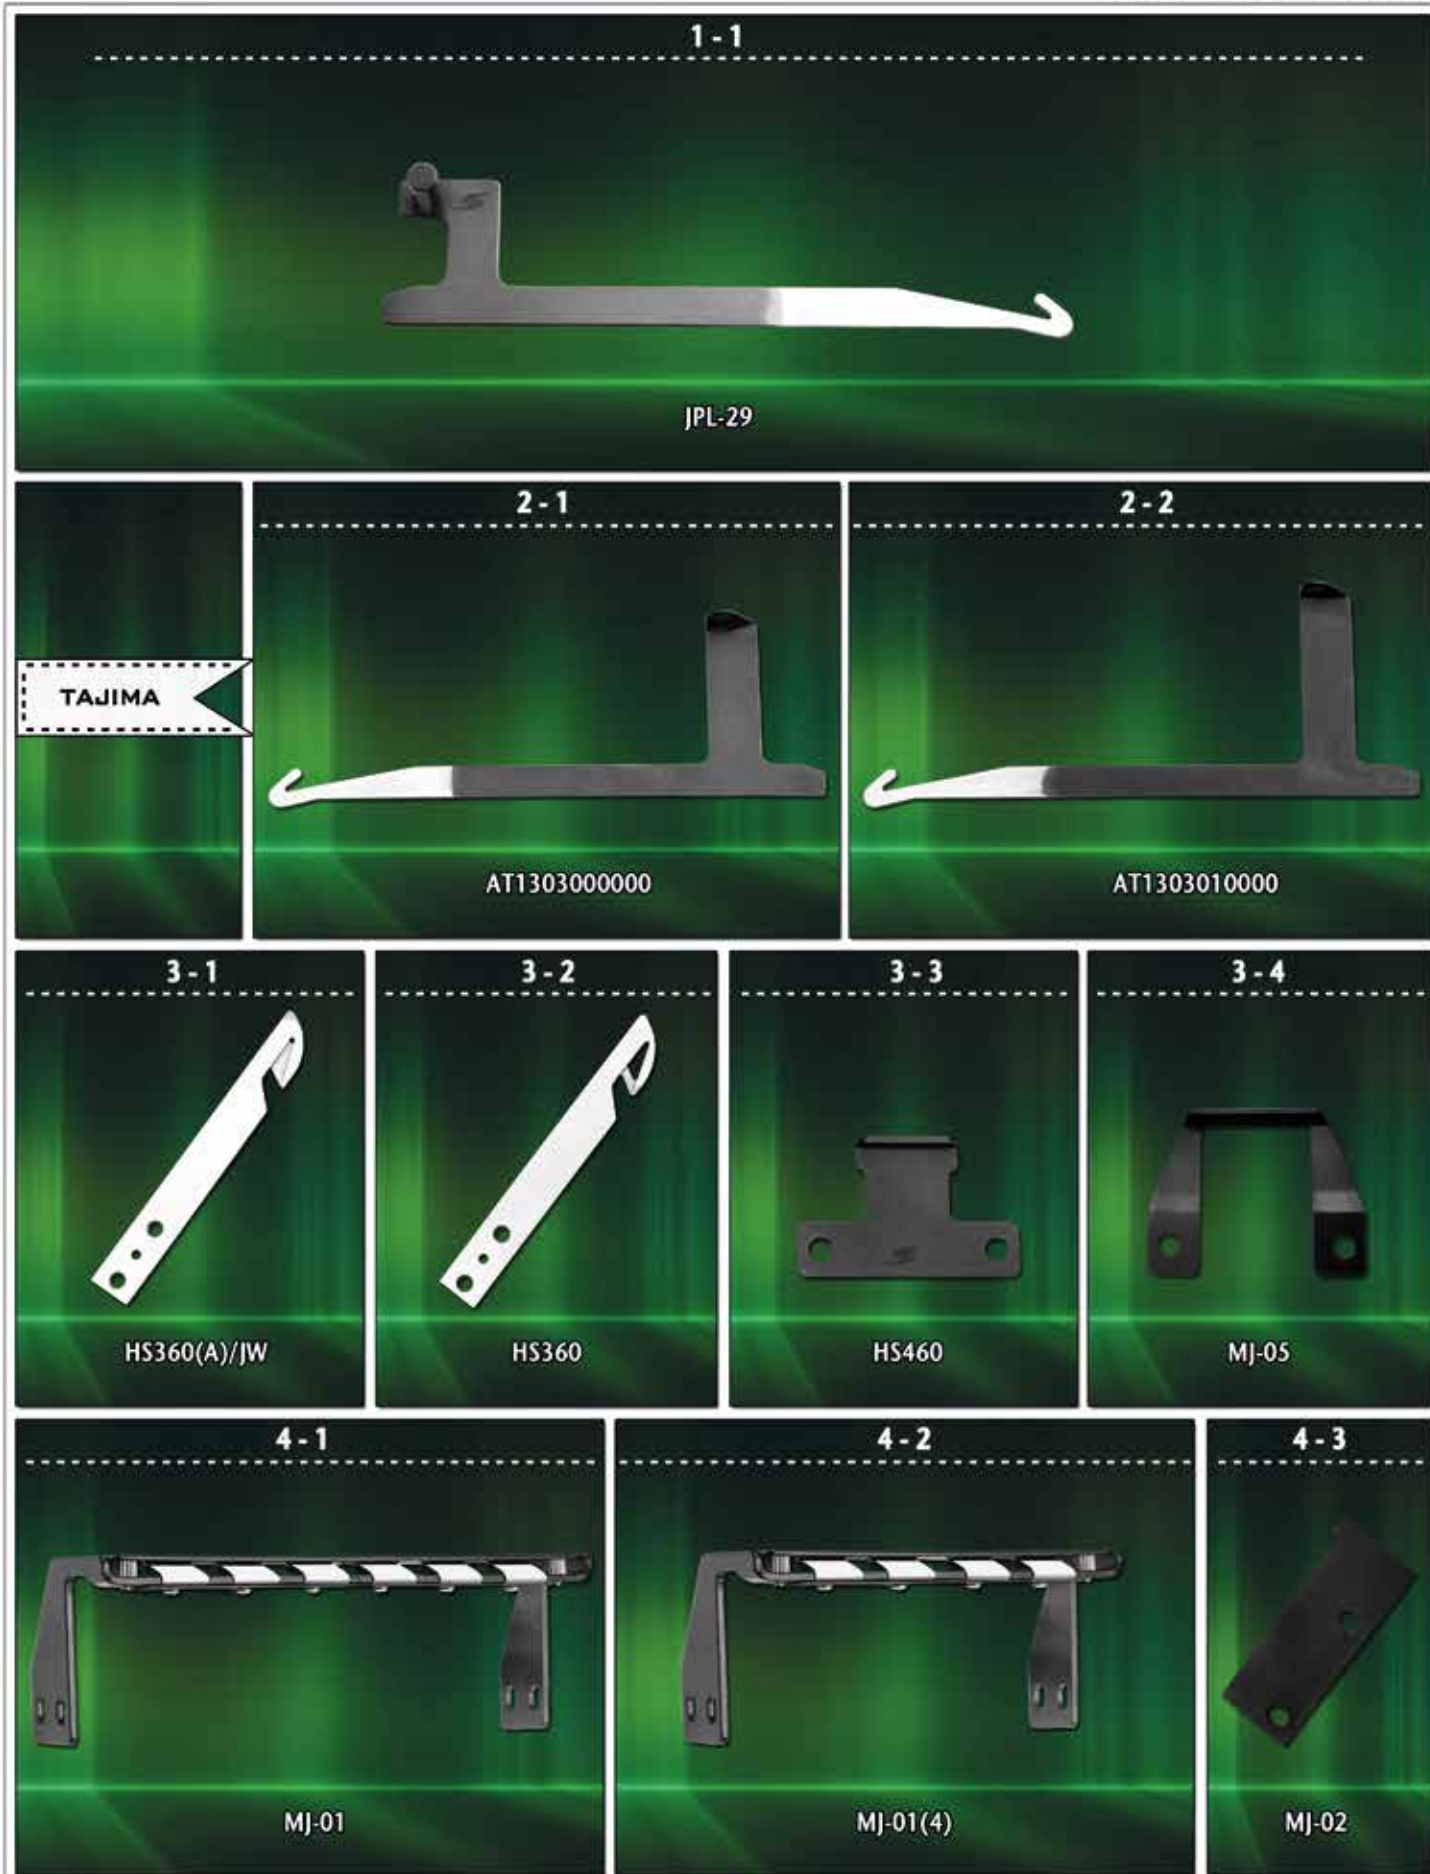 1 - 1
JPL-29
2 - 1
2 - 2
TAJIMA
AT1303000000
AT1303010000
3 - 1
3 - 2
3 - 3
3 - 4
HS360(A)/JW
HS360
HS460
MJ-05
4 - 1
4 - 2
4 - 3
MJ-01
MJ-01(4)
MJ-02